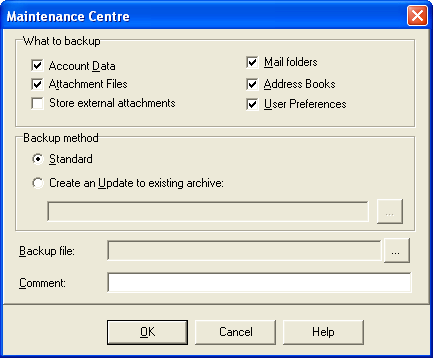 Maintenance Centre
What to backup
Account Data
Mail folders
Attachment Files
Address Books
Store external attachments
User Preferences
Backup method
Standard
Create an Update to existing archive:
...
Backup file:
...
Comment:
OK Cancel Help